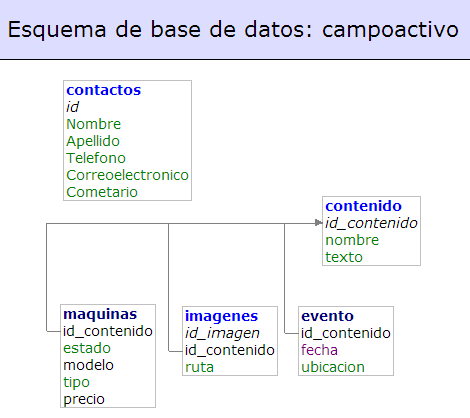 Esquema de base de datos: campoactivo
contactos
id
Nombre
Apellido
Telefono
Correoelectronico
Cometario
contenido
id_contenido
nombre
texto
maquinas
id_contenido
estado
modelo
tipo
precio
imagenes
id_imagen
id_contenido
ruta
evento
id_contenido
fecha
ubicacion